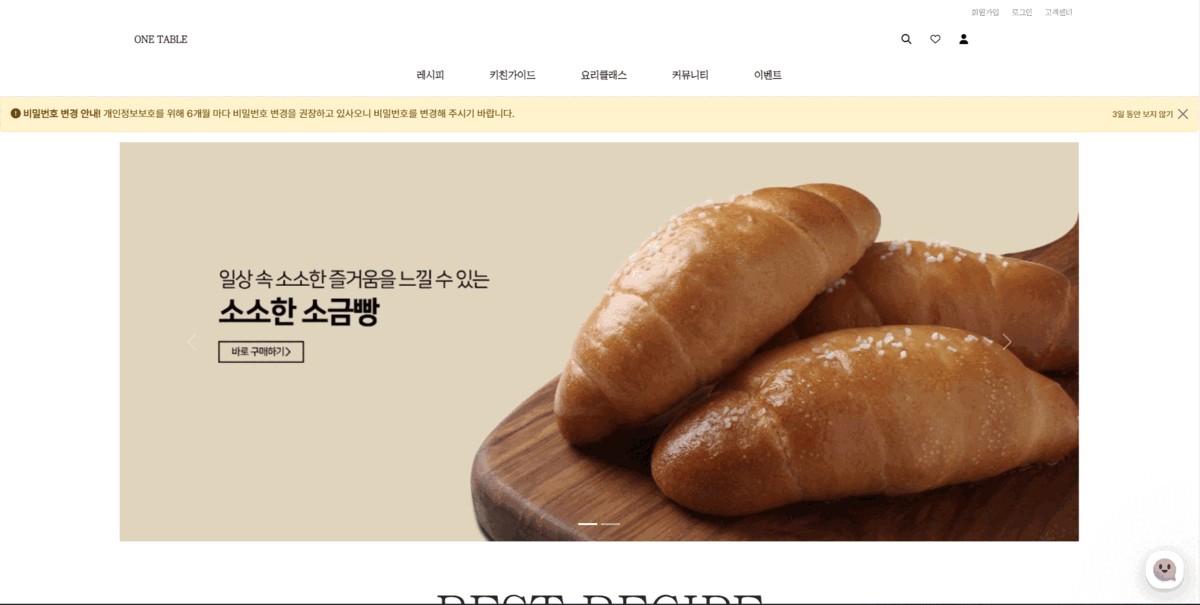 회원가입 로그인 고객센터
ONE TABLE
레시피 키친가이드 요리클래스 커뮤니티 이벤트
비밀번호 변경 안내! 개인정보보호를 위해 6개월 마다 비밀번호 변경을 권장하고 있사오니 비밀번호를 변경해 주시기 바랍니다. 3일 동안 보지 않기
일상 속 소소한 즐거움을 느낄 수 있는
소소한 소금빵
바로 구매하기>
BEST RECIPE